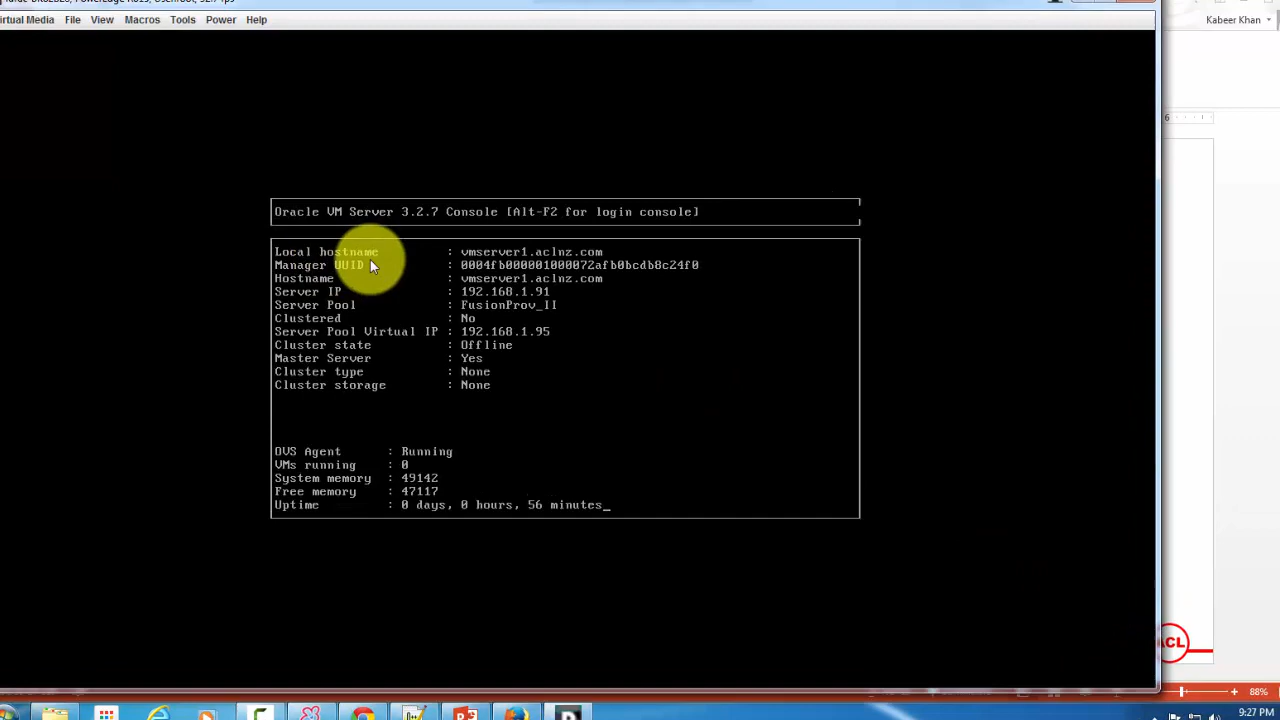 Virtual Media File View Macros Tools Power Help
Kabeer Khan
6
Oracle VM Server 3.2.7 Console [Alt-F2 for login console]
Local hostname : vmserver1.aclnz.com
Manager UUID : 0004fb000001000072afb0bcdb8c24f0
Hostname : vmserver1.aclnz.com
Server IP : 192.168.1.91
Server Pool : FusionProv_II
Clustered : No
Server Pool Virtual IP : 192.168.1.95
Cluster state : Offline
Master Server : Yes
Cluster type : None
Cluster storage : None
OVS Agent : Running
VMs running : 0
System memory : 49142
Free memory : 47117
Uptime : 0 days, 0 hours, 56 minutes_
ACL
88%
9:27 PM